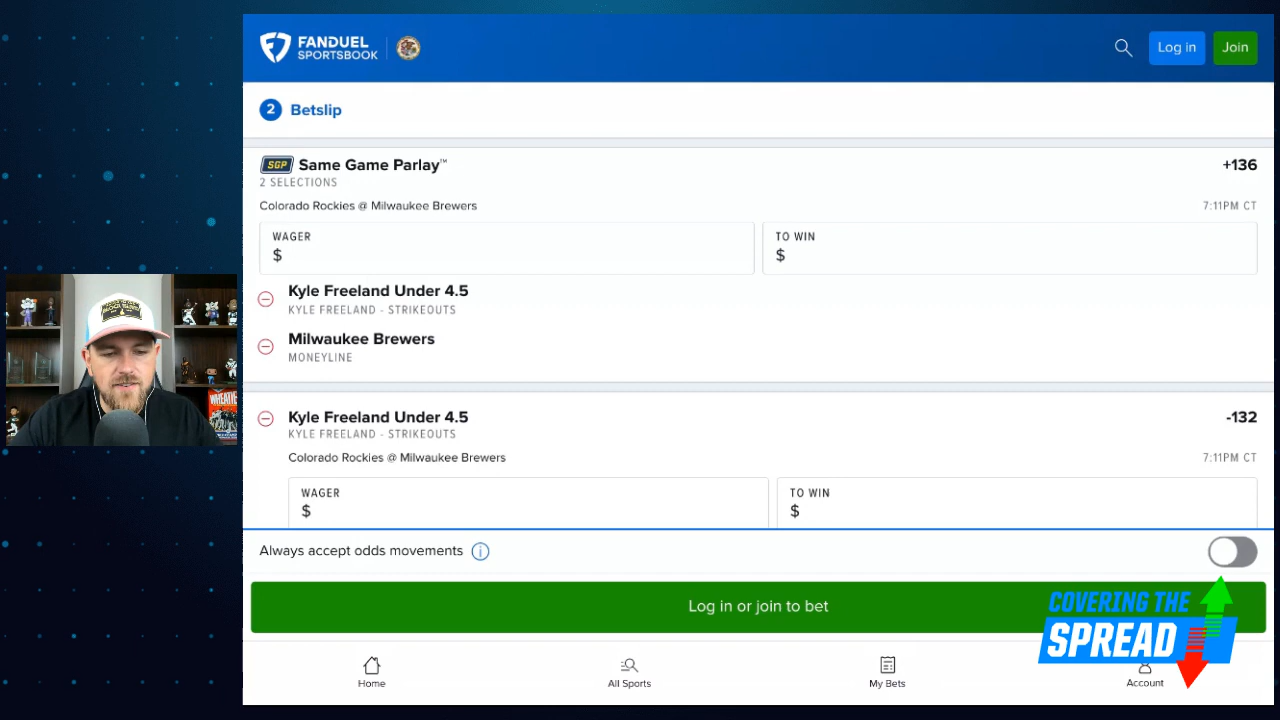 FANDUEL
SPORTSBOOK
Log in
Join
2 Betslip
SGP Same Game Parlay™ +136
2 SELECTIONS
Colorado Rockies @ Milwaukee Brewers 7:11PM CT
WAGER
$
TO WIN
$
Kyle Freeland Under 4.5
KYLE FREELAND - STRIKEOUTS
Milwaukee Brewers
MONEYLINE
Kyle Freeland Under 4.5 -132
KYLE FREELAND - STRIKEOUTS
Colorado Rockies @ Milwaukee Brewers 7:11PM CT
WAGER
$
TO WIN
$
Always accept odds movements
Log in or join to bet
COVERING THE
SPREAD
Home
All Sports
My Bets
Account
WHEATIES